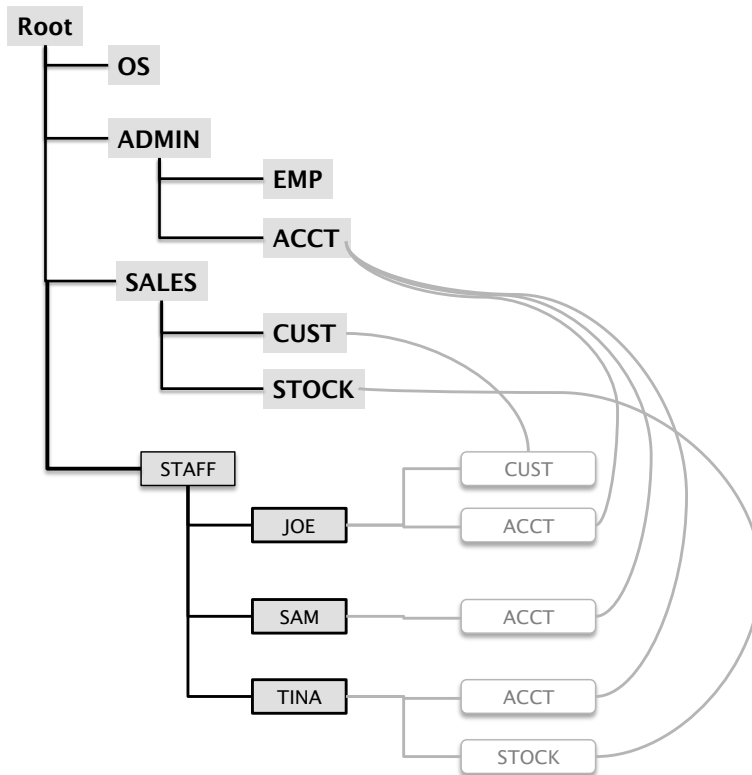 Root
OS
ADMIN
EMP
ACCT
SALES
CUST
STOCK
STAFF
CUST
JOE
ACCT
SAM
ACCT
TINA
ACCT
STOCK